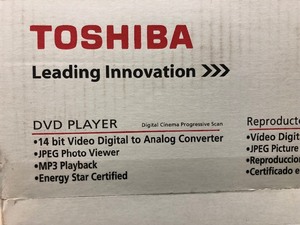 TOSHIBA
Leading Innovation >>>
DVD PLAYER
Digital Cinema Progressive Scan
•14 bit Video Digital to Analog Converter
•JPEG Photo Viewer
•MP3 Playback
•Energy Star Certified
•Video Digit
•JPEG Picture
•Reproduccion
•Certificado e